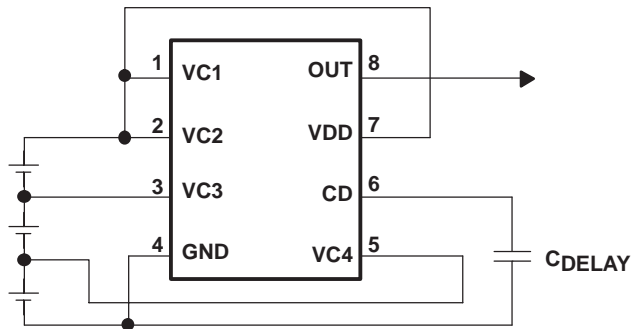 1 VC1 OUT 8
2 VC2 VDD 7
3 VC3 CD 6
4 GND VC4 5
CDELAY